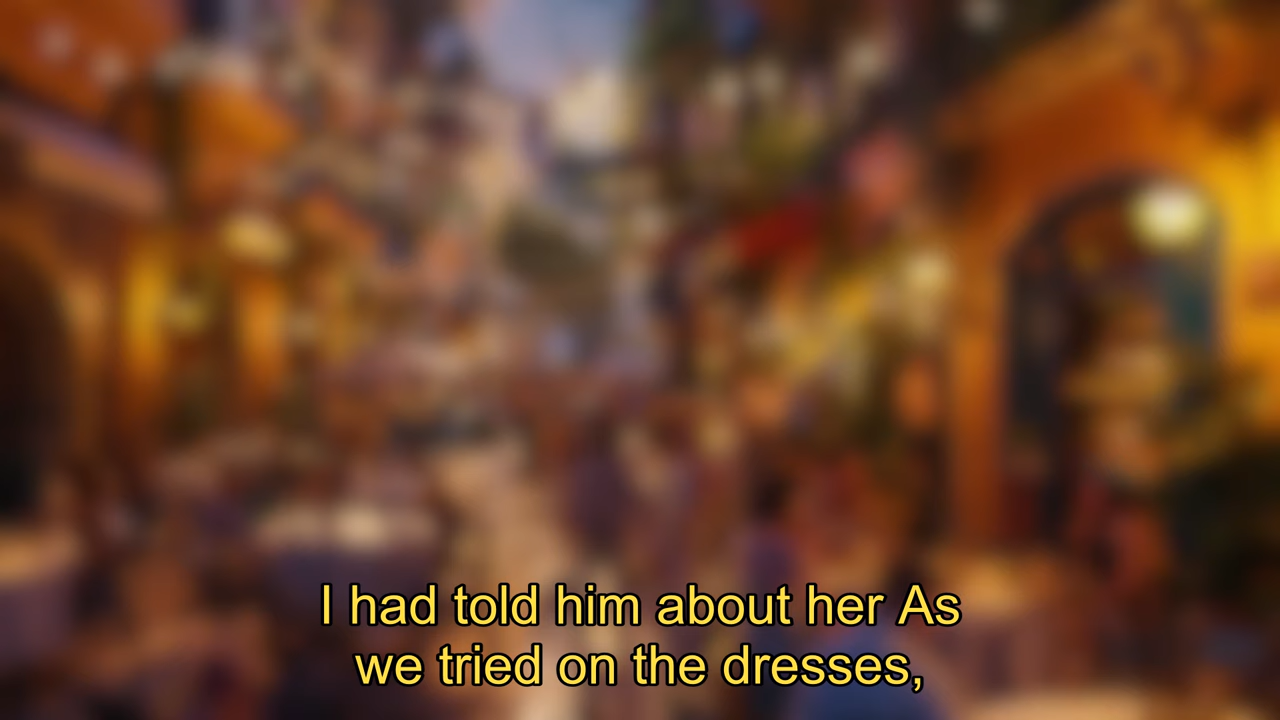 I had told him about her As
we tried on the dresses,